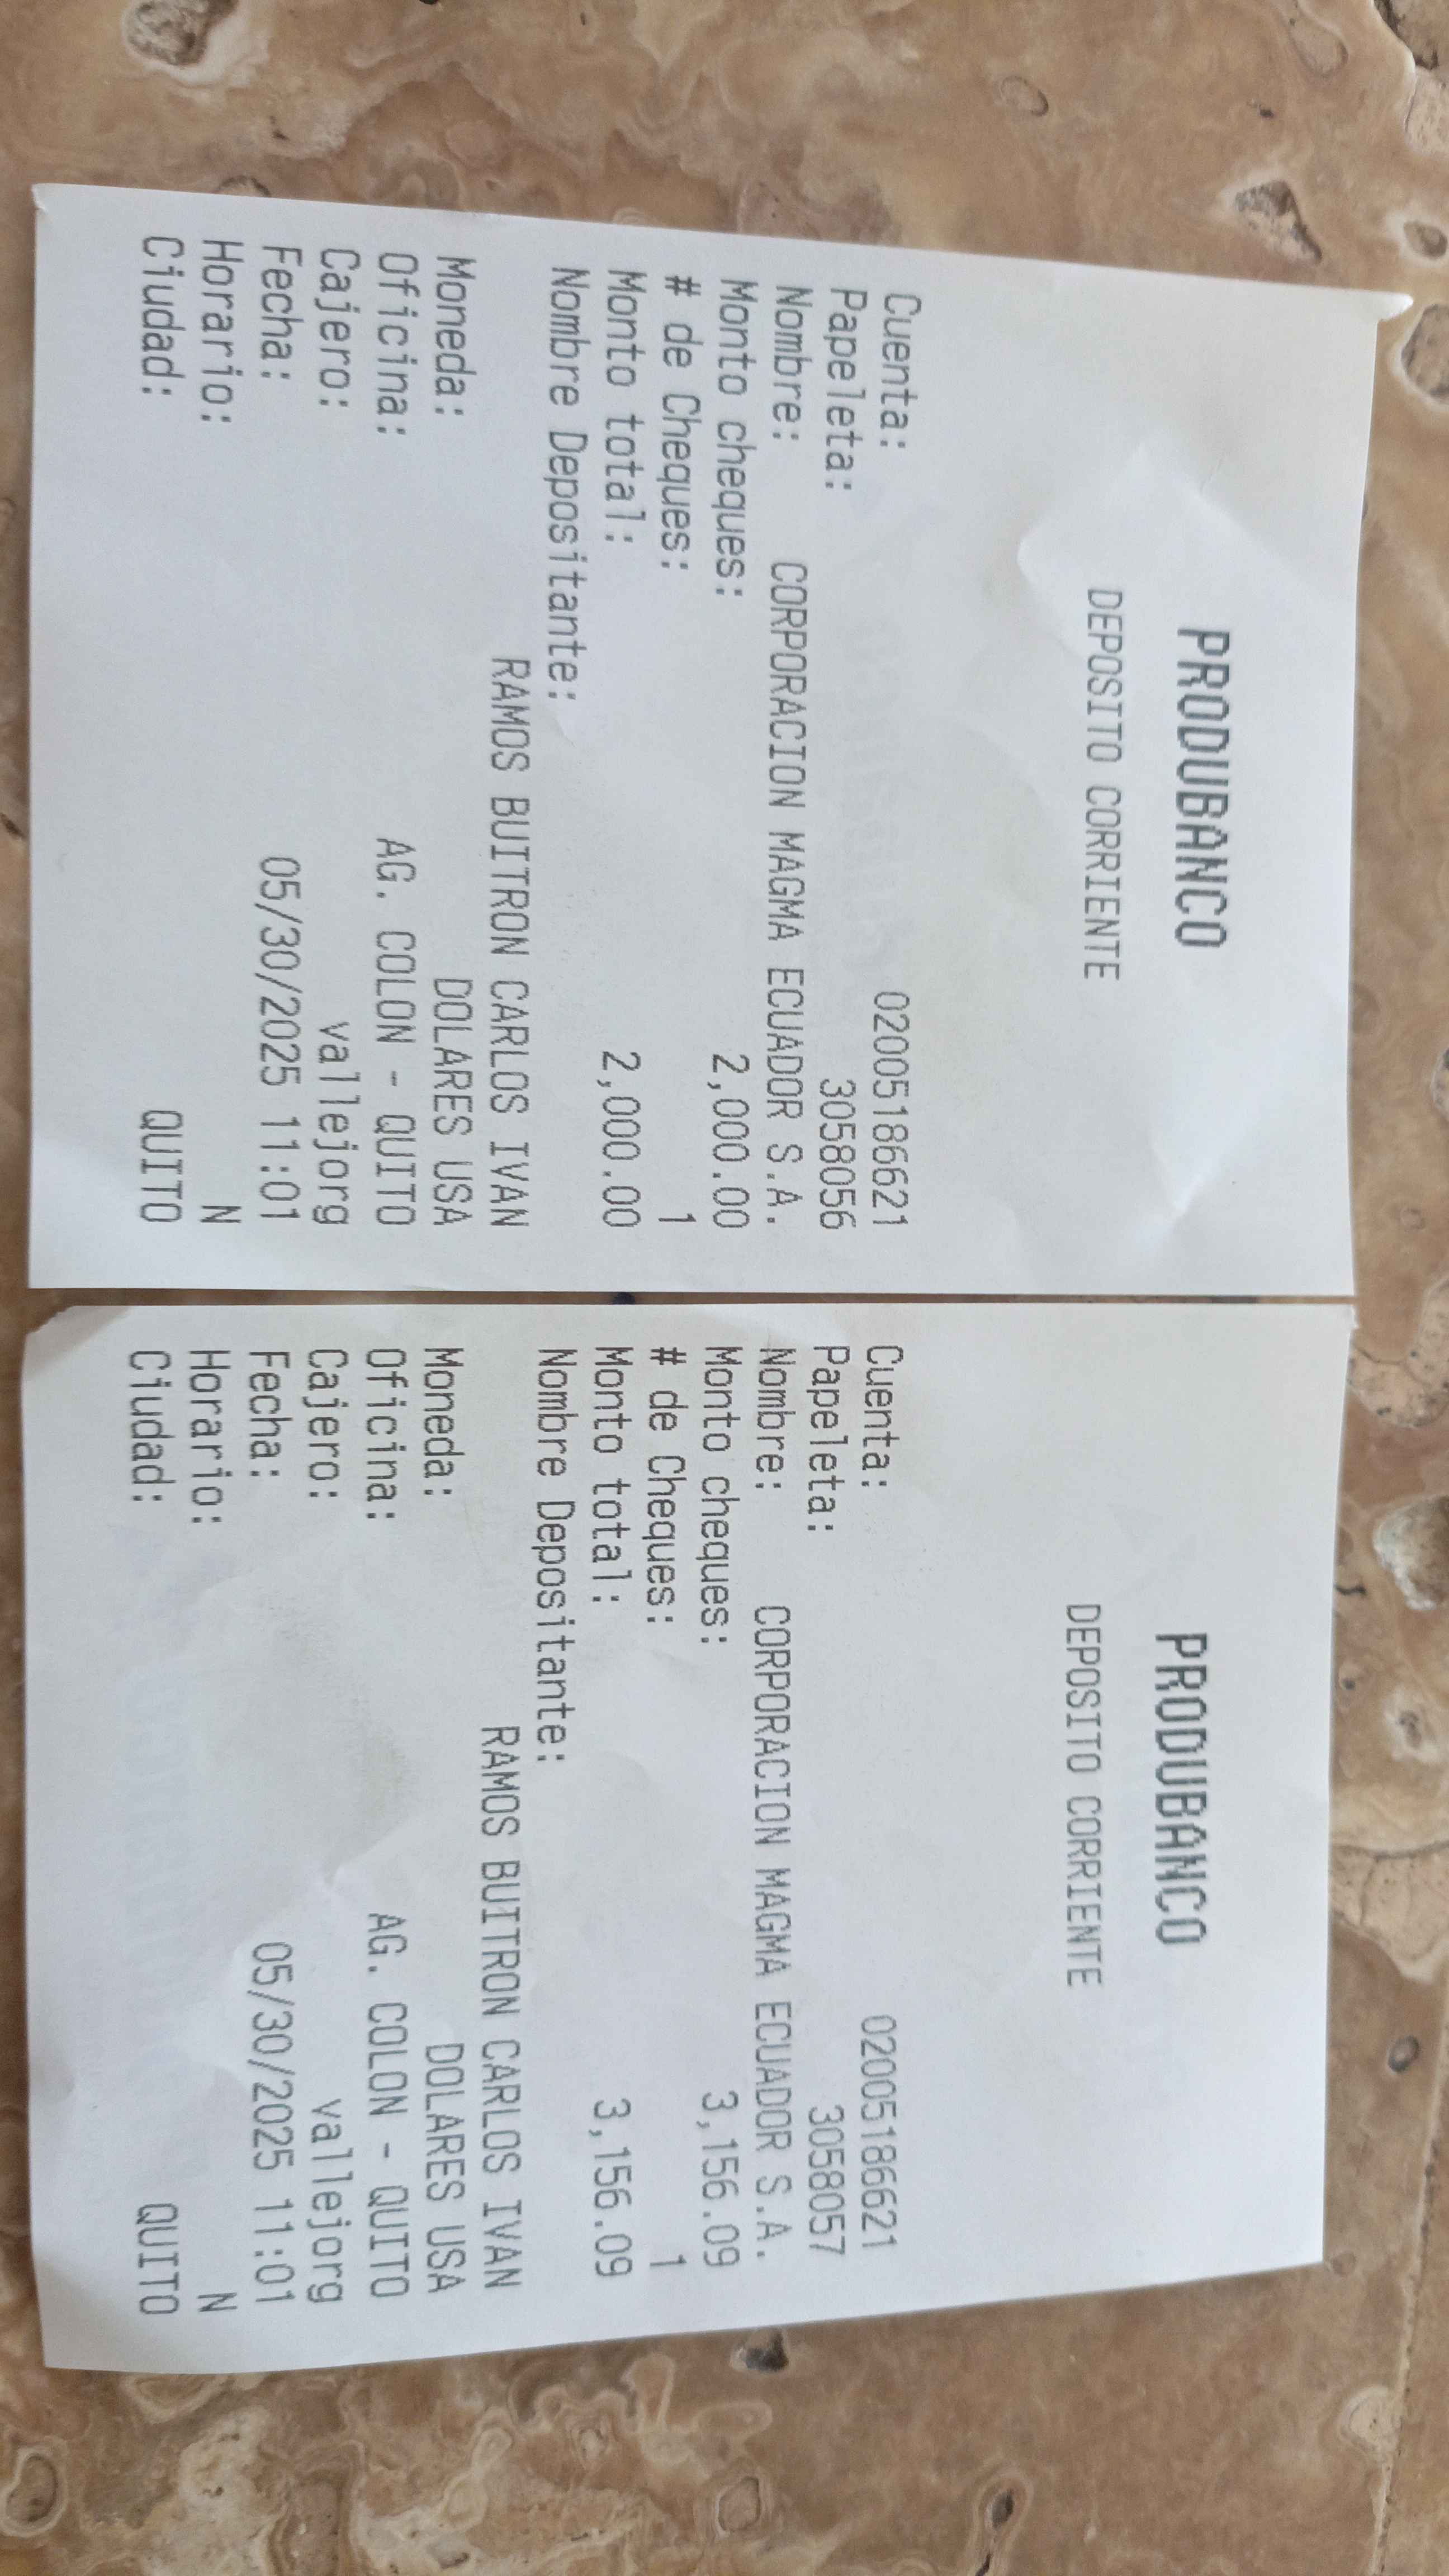 PRODUBANCO
DEPOSITO CORRIENTE
Cuenta: 02005186621
Papeleta: 3058056
Nombre: CORPORACION MAGMA ECUADOR S.A.
Monto cheques: 2,000.00
# de Cheques: 1
Monto total: 2,000.00
Nombre Depositante:
RAMOS BUITRON CARLOS IVAN
Moneda: DOLARES USA
Oficina: AG. COLON - QUITO
Cajero: vallejorg
Fecha: 05/30/2025 11:01
Horario: N
Ciudad: QUITO
PRODUBANCO
DEPOSITO CORRIENTE
Cuenta: 02005186621
Papeleta: 3058057
Nombre: CORPORACION MAGMA ECUADOR S.A.
Monto cheques: 3,156.09
# de Cheques: 1
Monto total: 3,156.09
Nombre Depositante:
RAMOS BUITRON CARLOS IVAN
Moneda: DOLARES USA
Oficina: AG. COLON - QUITO
Cajero: vallejorg
Fecha: 05/30/2025 11:01
Horario: N
Ciudad: QUITO